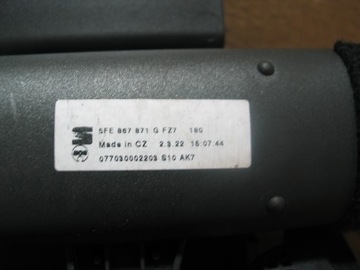 5FE 867 871 G FZ7 180
Made in CZ 2.3.22 15:07:44
077030002203 S10 AK7